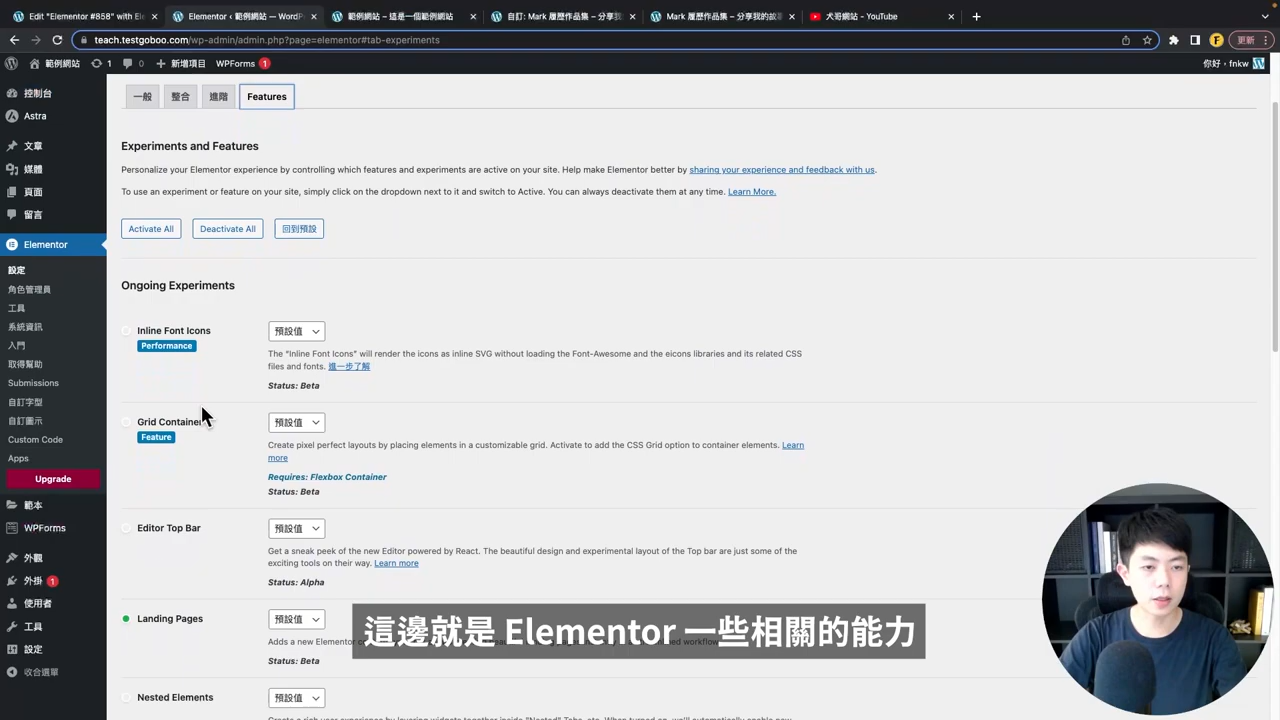 Edit "Elementor #858" with Ele
Elementor ‹ 範例網站 — WordP
範例網站 – 這是一個範例網站
自訂: Mark 履歷作品集 – 分享我
Mark 履歷作品集 – 分享我的故
犬哥網站 - YouTube
teach.testgoboo.com/wp-admin/admin.php?page=elementor#tab-experiments
更新
範例網站
1
0
新增項目
WPForms 1
你好，fnkw
控制台
Astra
文章
媒體
頁面
留言
Elementor
設定
角色管理員
工具
系統資訊
入門
取得幫助
Submissions
自訂字型
自訂圖示
Custom Code
Apps
Upgrade
範本
WPForms
外觀
外掛 1
使用者
工具
設定
收合選單
一般
整合
進階
Features
Experiments and Features
Personalize your Elementor experience by controlling which features and experiments are active on your site. Help make Elementor better by sharing your experience and feedback with us.
To use an experiment or feature on your site, simply click on the dropdown next to it and switch to Active. You can always deactivate them at any time. Learn More.
Activate All
Deactivate All
回到預設
Ongoing Experiments
Inline Font Icons
Performance
預設值
The "Inline Font Icons" will render the icons as inline SVG without loading the Font-Awesome and the eicons libraries and its related CSS
files and fonts. 進一步了解
Status: Beta
Grid Container
Feature
預設值
Create pixel perfect layouts by placing elements in a customizable grid. Activate to add the CSS Grid option to container elements. Learn
more
Requires: Flexbox Container
Status: Beta
Editor Top Bar
預設值
Get a sneak peek of the new Editor powered by React. The beautiful design and experimental layout of the Top bar are just some of the
exciting tools on their way. Learn more
Status: Alpha
Landing Pages
預設值
Adds a new Elementor
Status: Beta
這邊就是 Elementor 一些相關的能力
Nested Elements
預設值